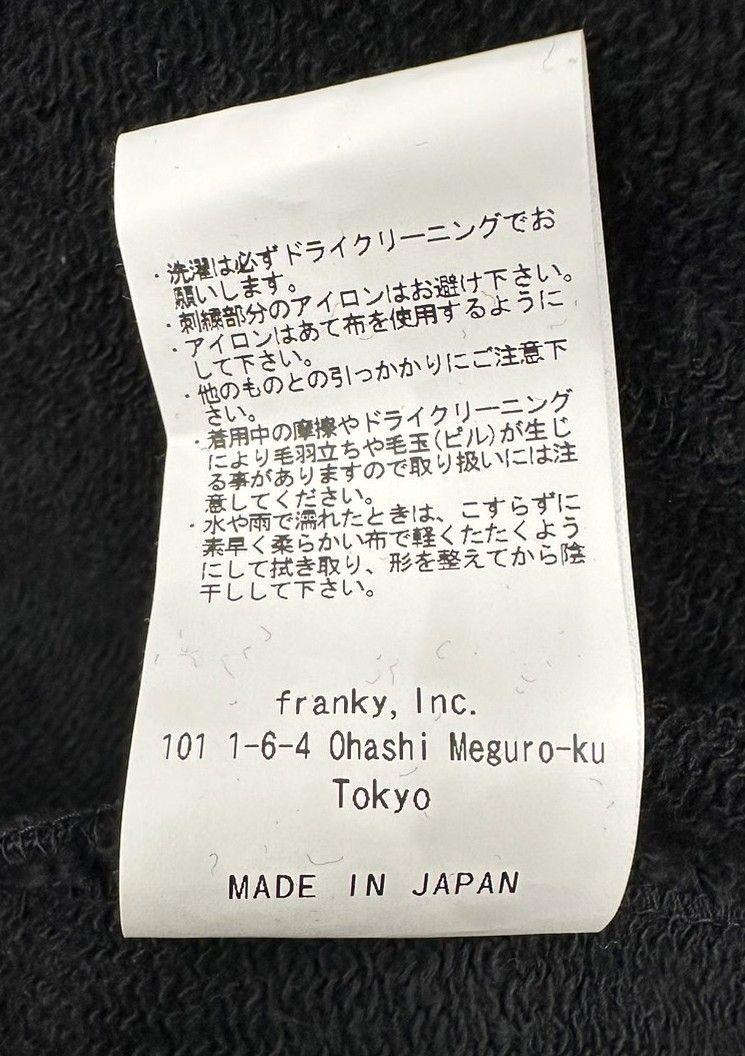 ・洗濯は必ずドライクリーニングでお
願いします。
・刺繍部分のアイロンはお避け下さい。
・アイロンはあて布を使用するように
して下さい。
・他のものとの引っかかりにご注意下
さい。
・着用中の摩擦やドライクリーニング
により毛羽立ちや毛玉(ピル)が生じ
る事がありますので取り扱いには注
意してください。
・水や雨で濡れたときは、こすらずに
素早く柔らかい布で軽くたたくよう
にして拭き取り、形を整えてから陰
干しして下さい。
franky, Inc.
101 1-6-4 Ohashi Meguro-ku
Tokyo
MADE IN JAPAN